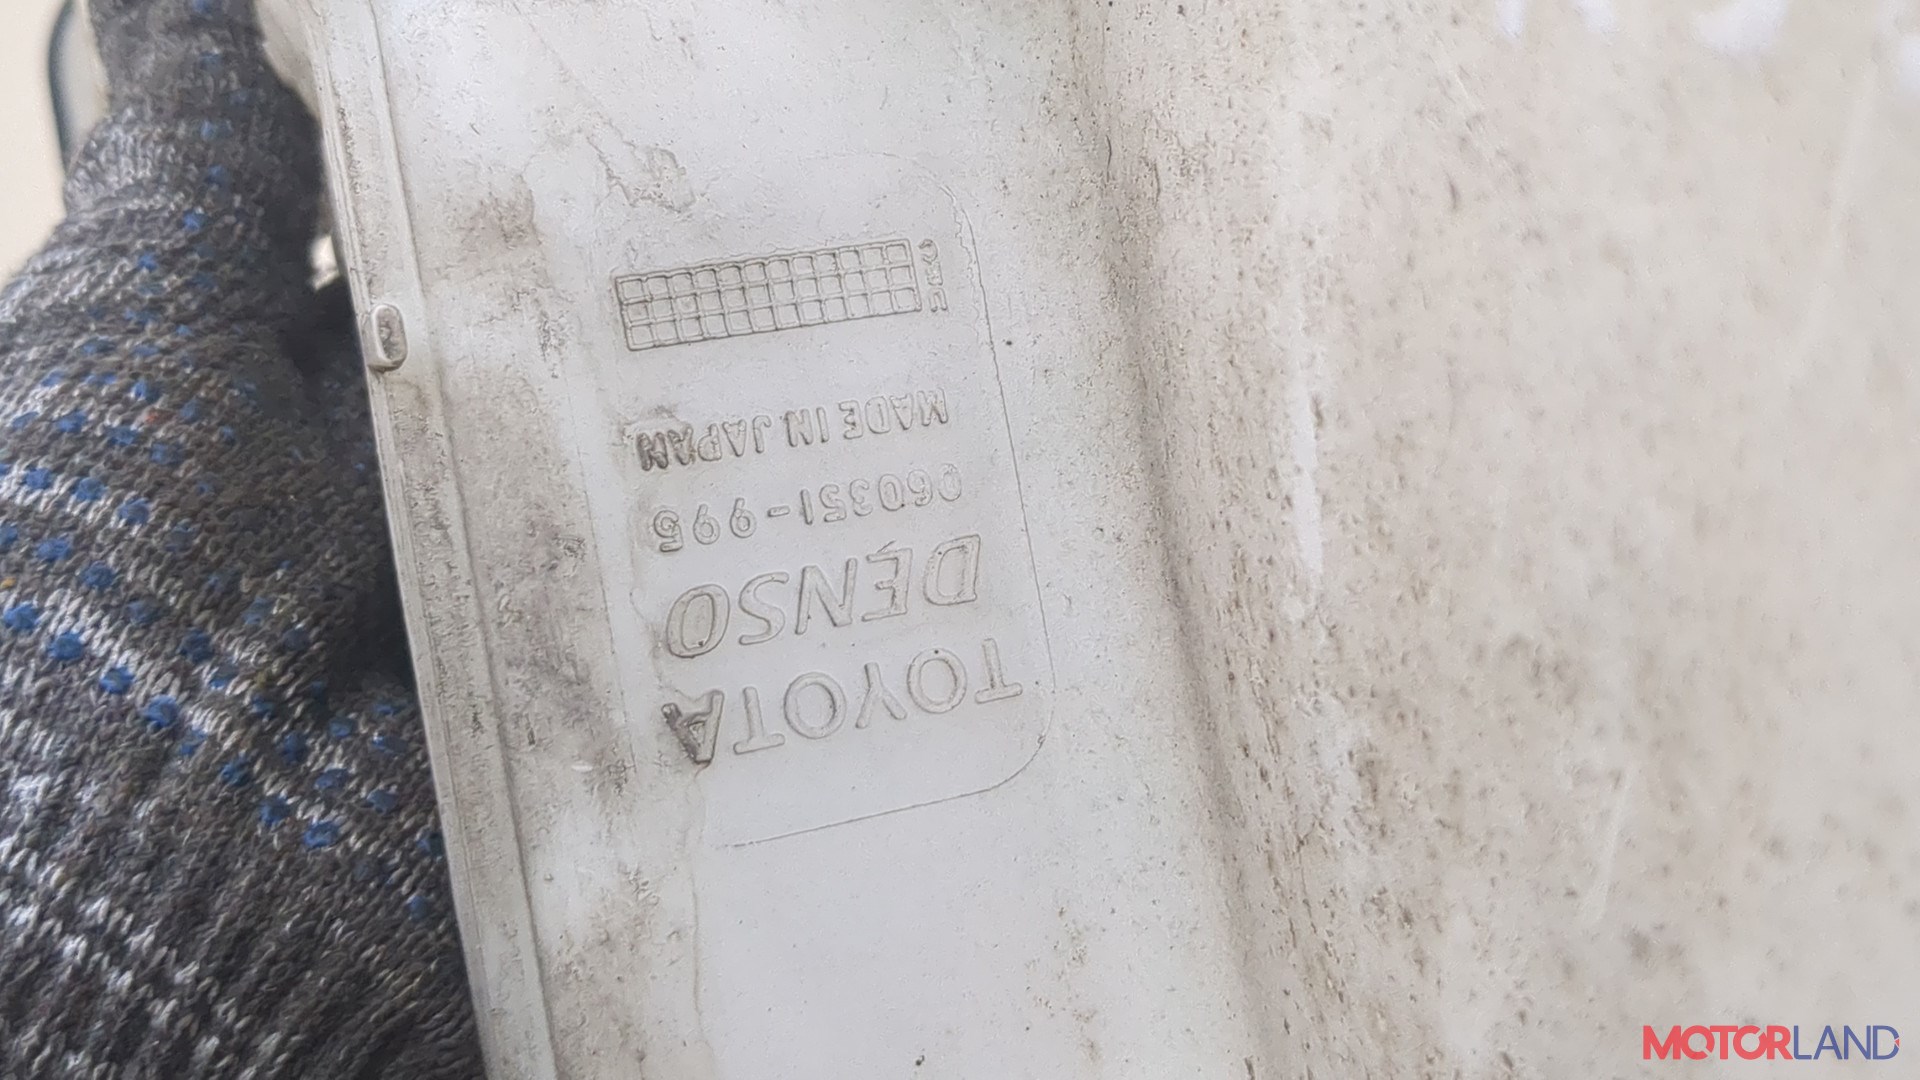 TOYOTA
DENSO
060351-995
MADE IN JAPAN
MOTORLAND